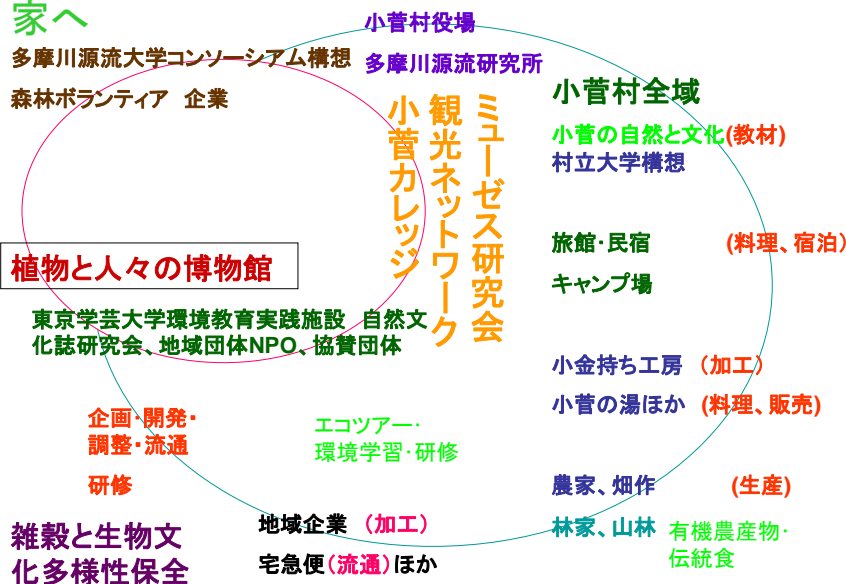 家へ
小菅村役場
多摩川源流大学コンソーシアム構想
多摩川源流研究所
森林ボランティア 企業
ミューゼス研究会
観光ネットワーク
小菅カレッジ
小菅村全域
小菅の自然と文化(教材)
村立大学構想
旅館・民宿 (料理、宿泊)
キャンプ場
植物と人々の博物館
東京学芸大学環境教育実践施設 自然文
化誌研究会、地域団体NPO、協賛団体
小金持ち工房 (加工)
小菅の湯ほか (料理、販売)
企画・開発・
調整・流通
研修
エコツアー・
環境学習・研修
農家、畑作 (生産)
林家、山林
有機農産物・
伝統食
地域企業 (加工)
宅急便(流通)ほか
雑穀と生物文
化多様性保全